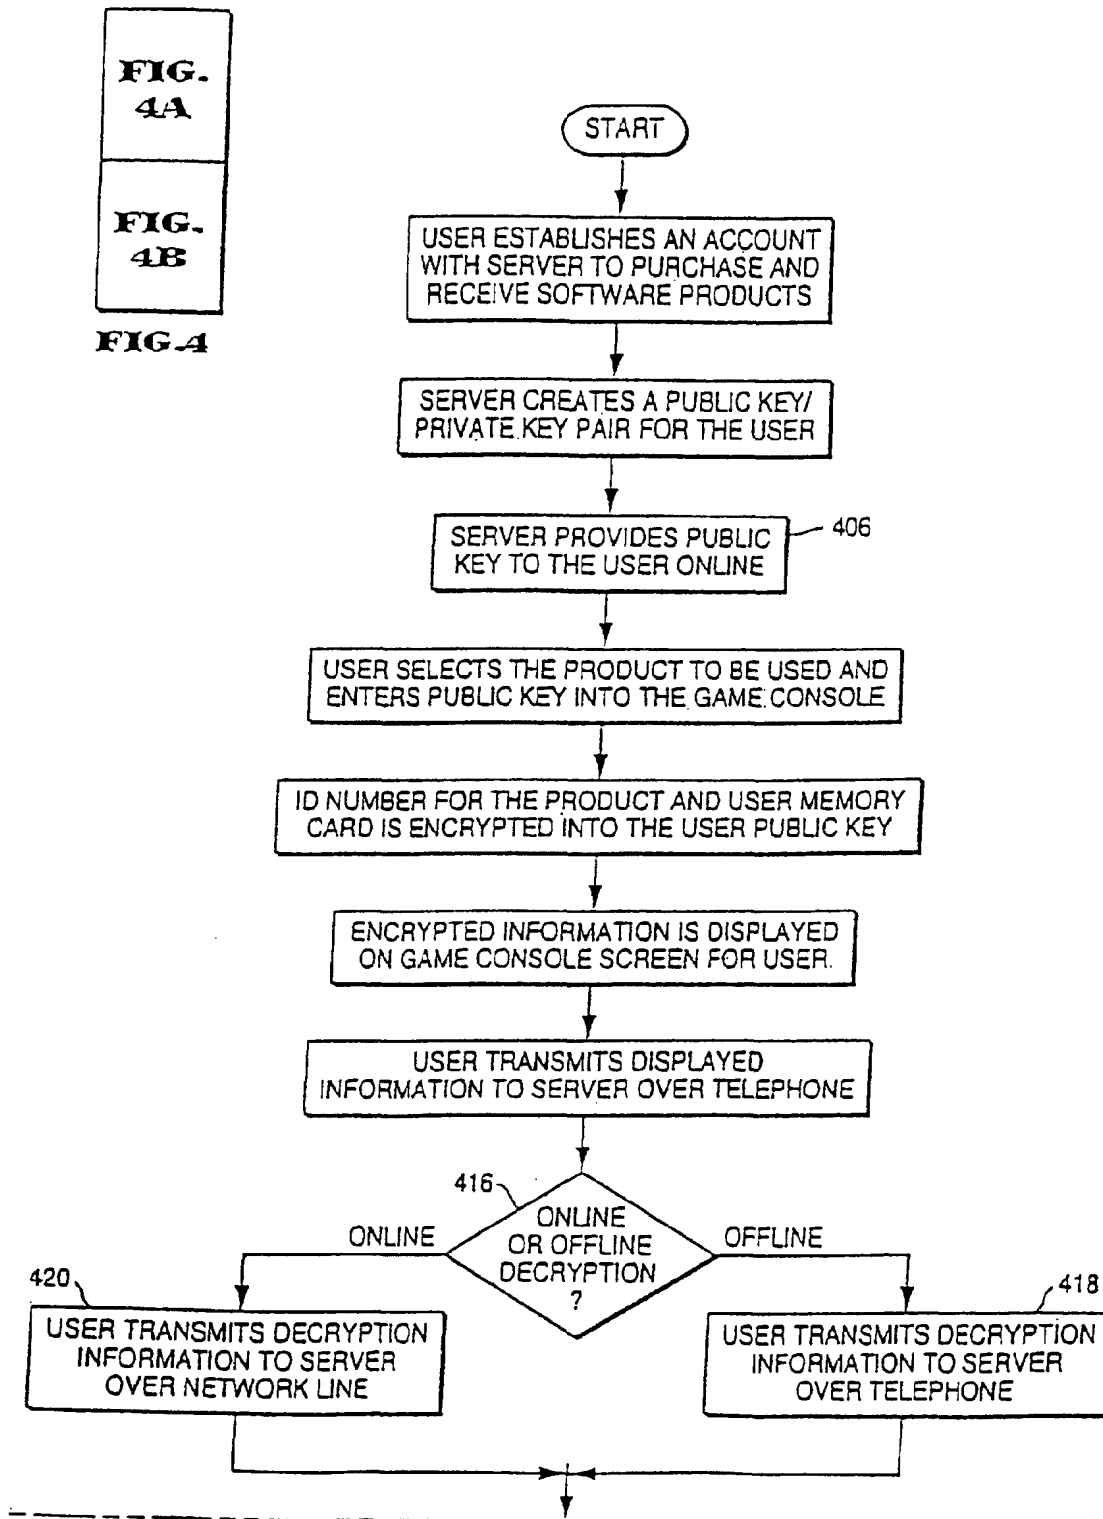 FIG.
4A
FIG.
4B
FIG.4
START
USER ESTABLISHES AN ACCOUNT
WITH SERVER TO PURCHASE AND
RECEIVE SOFTWARE PRODUCTS
SERVER CREATES A PUBLIC KEY/
PRIVATE KEY PAIR FOR THE USER
SERVER PROVIDES PUBLIC
KEY TO THE USER ONLINE
406
USER SELECTS THE PRODUCT TO BE USED AND
ENTERS PUBLIC KEY INTO THE GAME CONSOLE
ID NUMBER FOR THE PRODUCT AND USER MEMORY
CARD IS ENCRYPTED INTO THE USER PUBLIC KEY
ENCRYPTED INFORMATION IS DISPLAYED
ON GAME CONSOLE SCREEN FOR USER.
USER TRANSMITS DISPLAYED
INFORMATION TO SERVER OVER TELEPHONE
416
ONLINE
OR OFFLINE
DECRYPTION
?
ONLINE
OFFLINE
420
USER TRANSMITS DECRYPTION
INFORMATION TO SERVER
OVER NETWORK LINE
418
USER TRANSMITS DECRYPTION
INFORMATION TO SERVER
OVER TELEPHONE